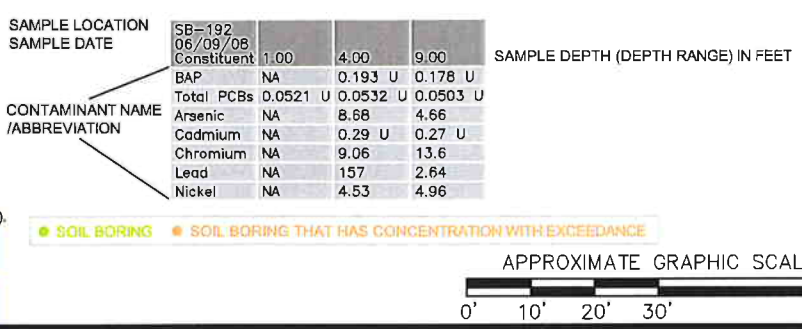 SAMPLE LOCATION
SAMPLE DATE
SB-192
06/09/08
Constituent 1.00 4.00 9.00
SAMPLE DEPTH (DEPTH RANGE) IN FEET
BAP NA 0.193 U 0.178 U
Total PCBs 0.0521 U 0.0532 U 0.0503 U
CONTAMINANT NAME
/ABBREVIATION
Arsenic NA 8.68 4.66
Cadmium NA 0.29 U 0.27 U
Chromium NA 9.06 13.6
Lead NA 157 2.64
Nickel NA 4.53 4.96
).
SOIL BORING SOIL BORING THAT HAS CONCENTRATION WITH EXCEEDANCE
APPROXIMATE GRAPHIC SCAL
0' 10' 20' 30'